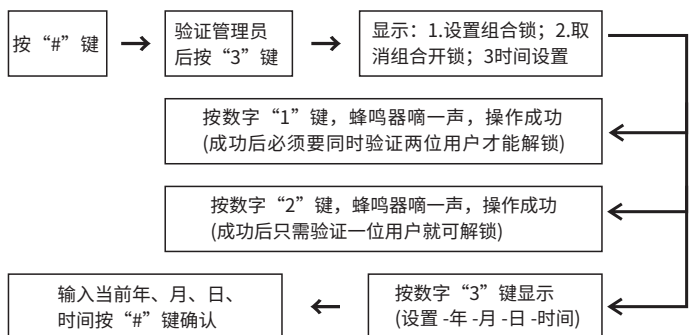 按“#”键
验证管理员
后按“3”键
显示：1.设置组合锁；2.取
消组合开锁；3时间设置
按数字“1”键，蜂鸣器嘀一声，操作成功
(成功后必须要同时验证两位用户才能解锁)
按数字“2”键，蜂鸣器嘀一声，操作成功
(成功后只需验证一位用户就可解锁)
按数字“3”键显示
(设置 -年 -月 -日 -时间)
输入当前年、月、日、
时间按“#”键确认